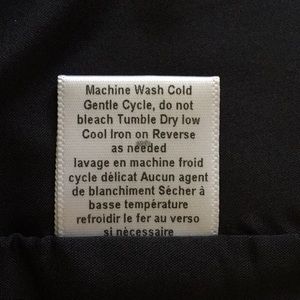 Machine Wash Cold
Gentle Cycle, do not
bleach Tumble Dry low
Cool Iron on Reverse
as needed
lavage en machine froid
cycle délicat Aucun agent
de blanchiment Sécher à
basse température
refroidir le fer au verso
si nécessaire